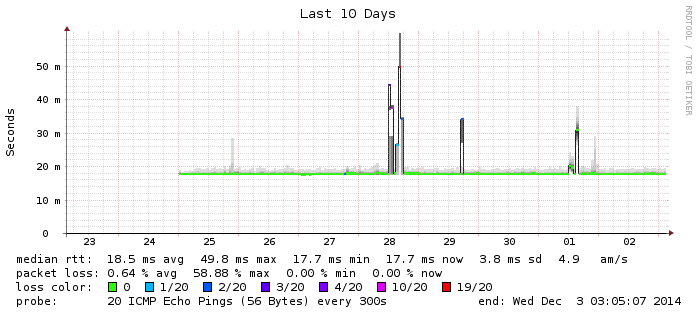 Last 10 Days
RRDTOOL / TOBI OETIKER
Seconds
50 m
40 m
30 m
20 m
10 m
0
23 24 25 26 27 28 29 30 01 02
median rtt: 18.5 ms avg 49.8 ms max 17.7 ms min 17.7 ms now 3.8 ms sd 4.9 am/s
packet loss: 0.64 % avg 58.88 % max 0.00 % min 0.00 % now
loss color: 0 1/20 2/20 3/20 4/20 10/20 19/20
probe: 20 ICMP Echo Pings (56 Bytes) every 300s end: Wed Dec 3 03:05:07 2014